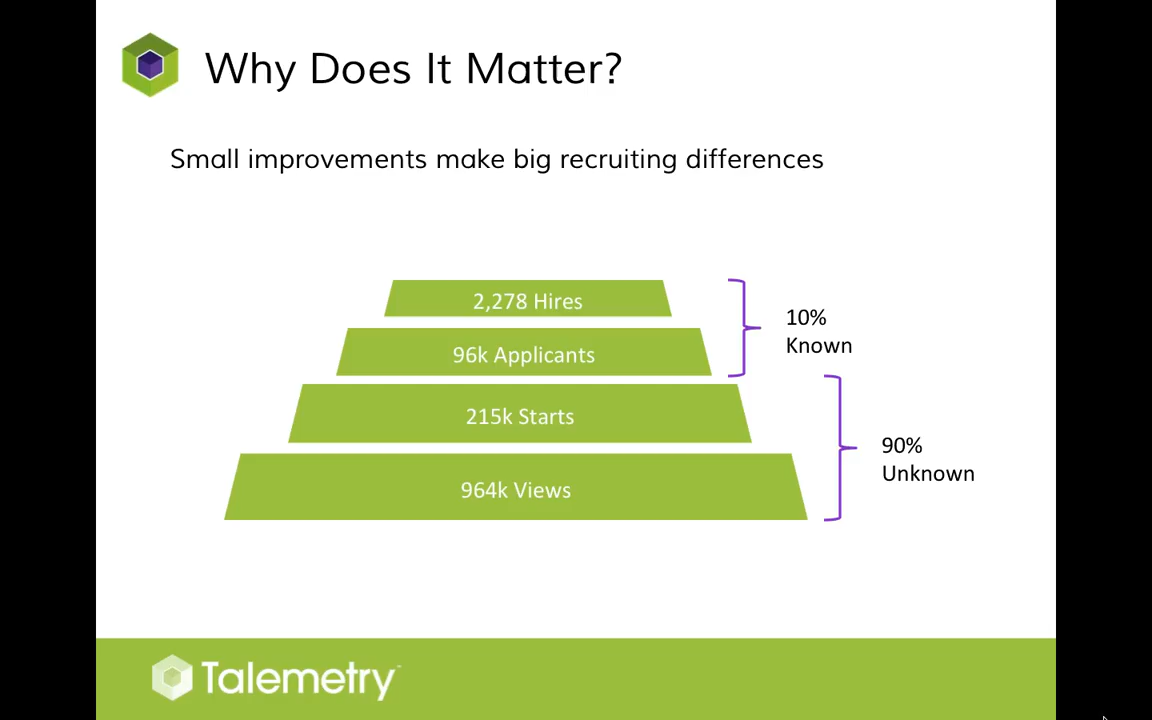 Why Does It Matter?
Small improvements make big recruiting differences
2,278 Hires
96k Applicants
10%
Known
215k Starts
964k Views
90%
Unknown
Talemetry™